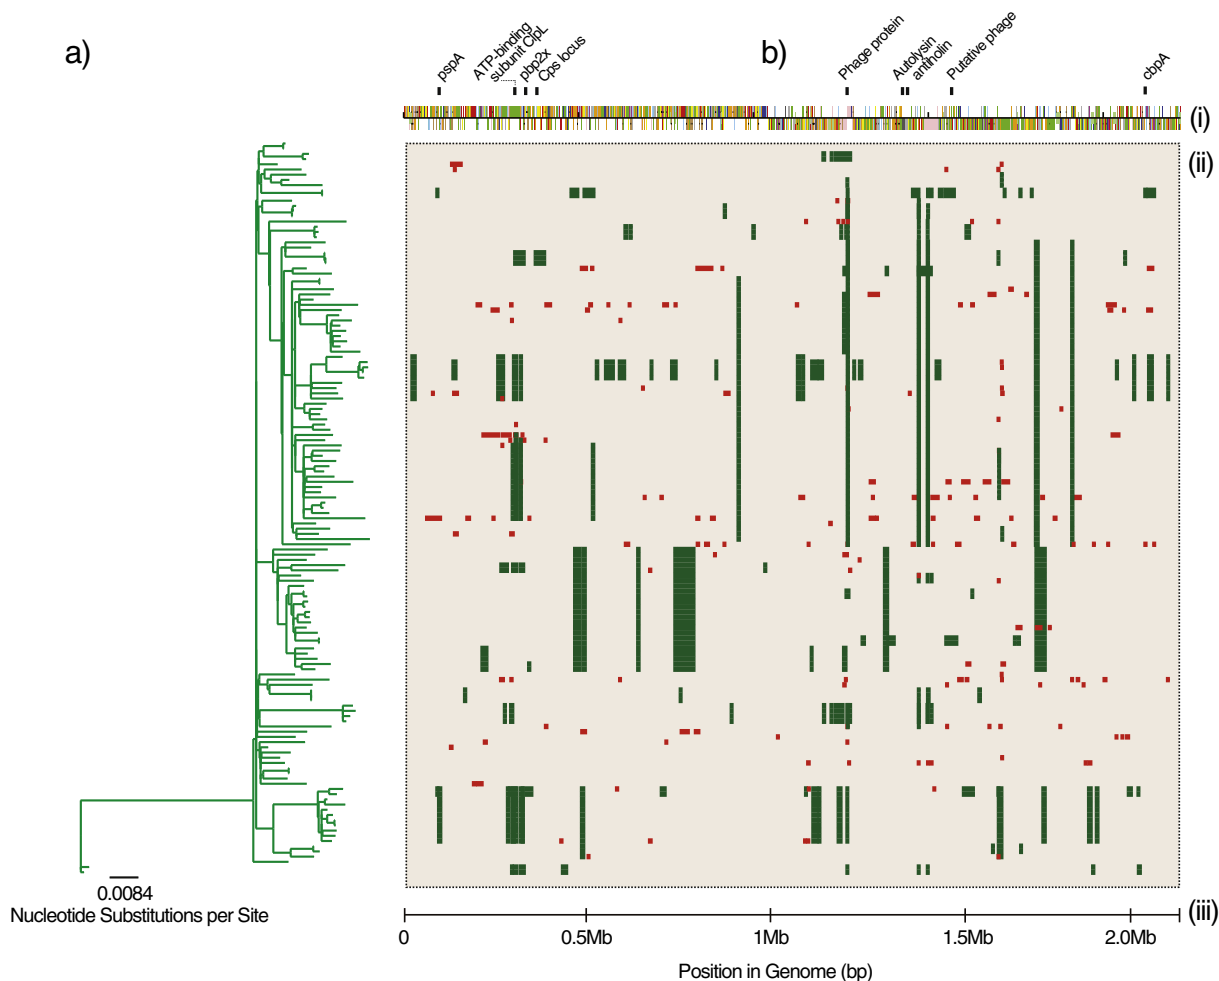 a)
pspA
ATP-binding
subunit ClpL
pbp2x
Cps locus
b)
Phage protein
Autolysin
antiholin
Putative phage
cbpA
(i)
(ii)
0.0084
Nucleotide Substitutions per Site
(iii)
0
0.5Mb
1Mb
1.5Mb
2.0Mb
Position in Genome (bp)